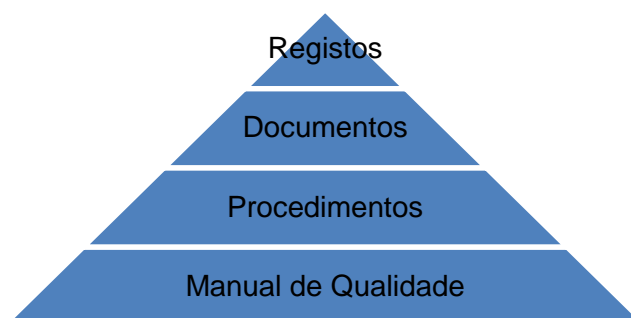 Registos
Documentos
Procedimentos
Manual de Qualidade